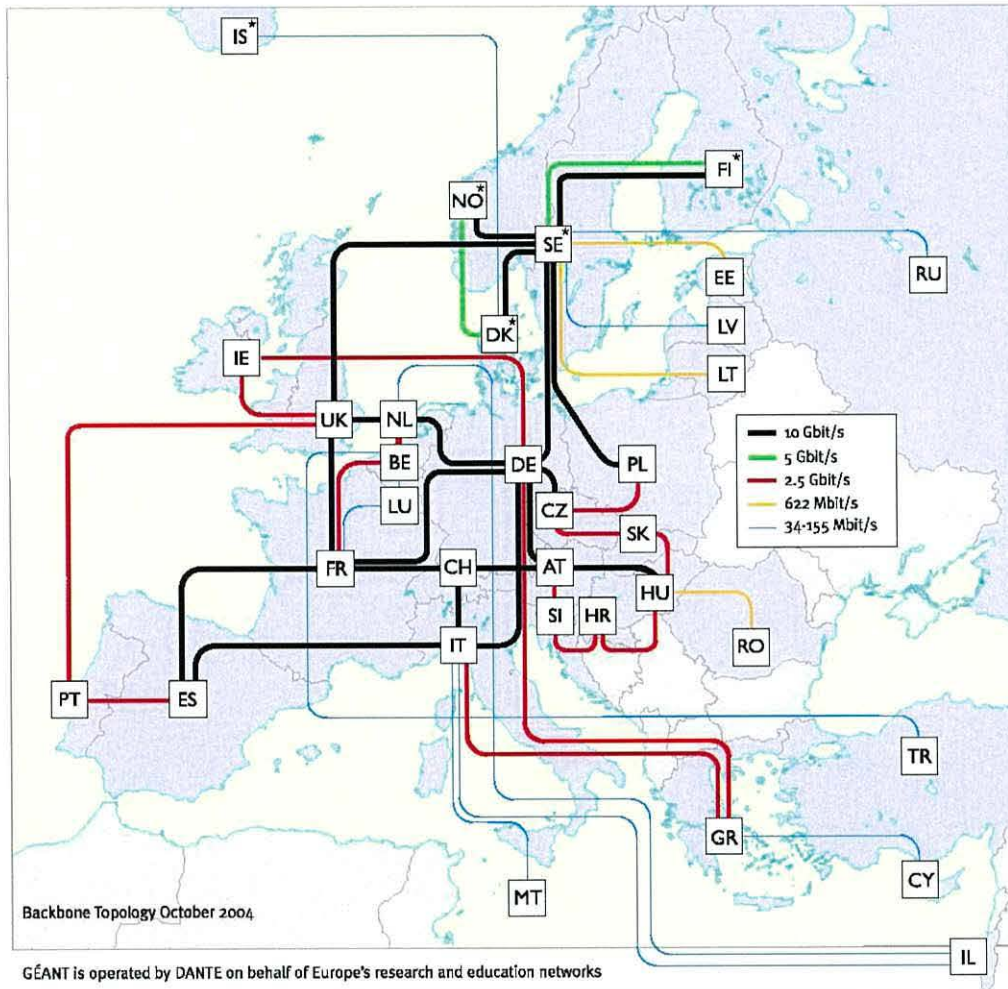 IS*
FI*
NO*
SE*
EE
RU
LV
DK*
IE
LT
UK
NL
10 Gbit/s
5 Gbit/s
2.5 Gbit/s
622 Mbit/s
34-155 Mbit/s
BE
DE
PL
LU
CZ
SK
FR
CH
AT
HU
SI
HR
IT
RO
PT
ES
TR
GR
CY
MT
Backbone Topology October 2004
IL
GÉANT is operated by DANTE on behalf of Europe's research and education networks